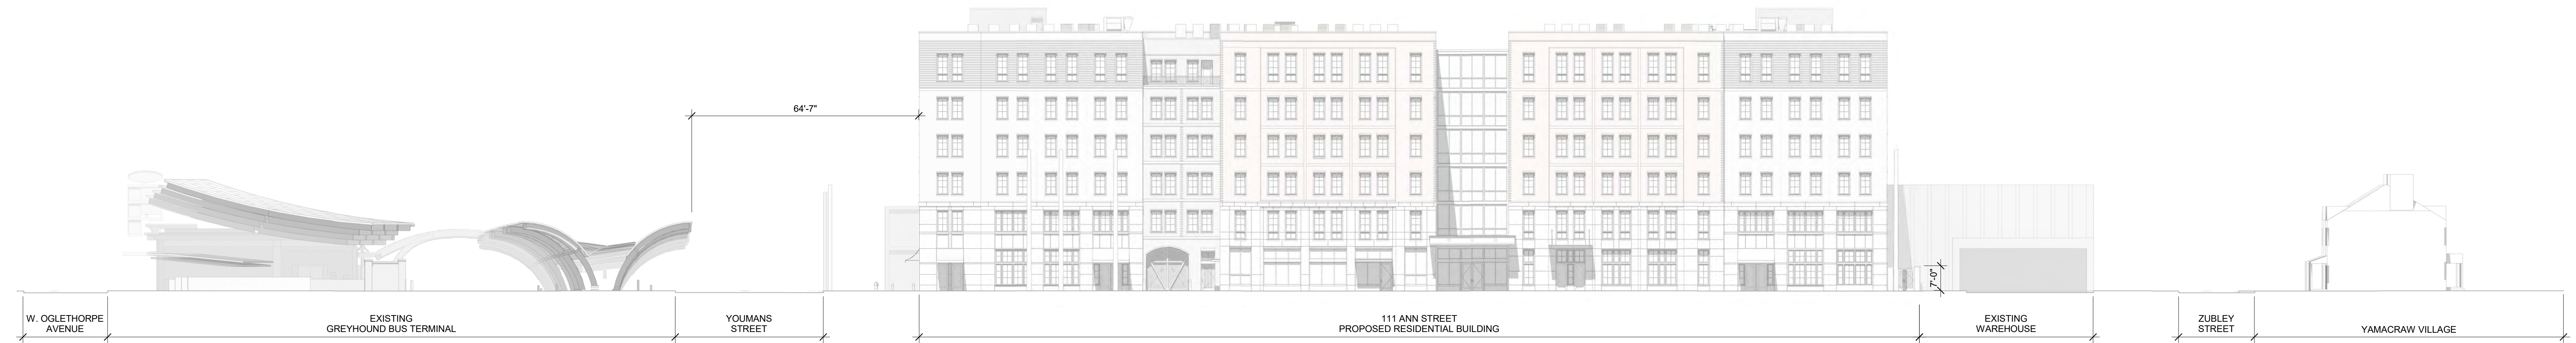 64'-7"
7'-0"
W. OGLETHORPE
AVENUE
EXISTING
GREYHOUND BUS TERMINAL
YOUMANS
STREET
111 ANN STREET
PROPOSED RESIDENTIAL BUILDING
EXISTING
WAREHOUSE
ZUBLEY
STREET
YAMACRAW VILLAGE